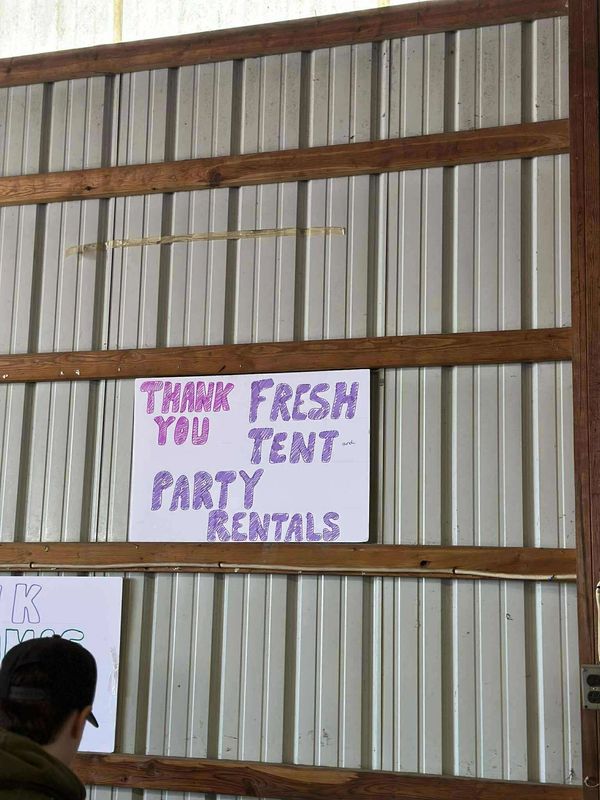 THANK FRESH
YOU TENT and
PARTY
RENTALS
K